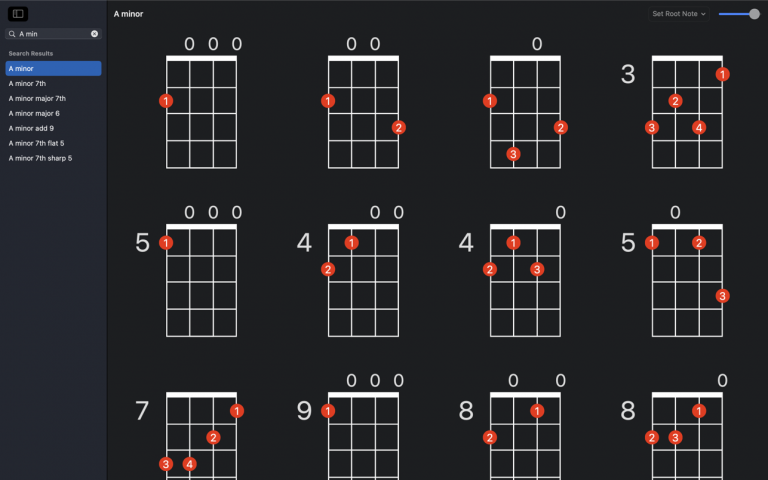 A minor
Set Root Note
A min
Search Results
A minor
A minor 7th
A minor major 7th
A minor major 6
A minor add 9
A minor 7th flat 5
A minor 7th sharp 5
0 0 0
1
0 0
1
2
0
1
2
3
3
1
2
3 4
0 0 0
5 1
0 0
4 1
2
0
4 1
2 3
0
5 1 2
3
7 1
2
3 4
0 0 0
9 1
0 0
8 1
2
0
8 1
2 3